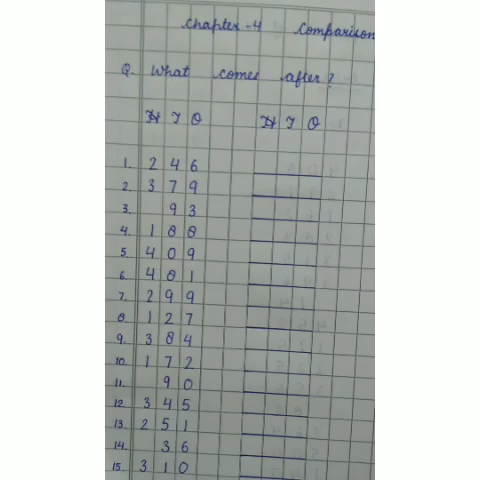 Chapter-4 Comparison
Q. What comes after?
H T O H T O
1. 2 4 6
2. 3 7 9
3. 9 3
4. 1 8 8
5. 4 0 9
6. 4 8 1
7. 2 9 9
8. 1 2 7
9. 3 8 4
10. 1 7 2
11. 9 0
12. 3 4 5
13. 2 5 1
14. 3 6
15. 3 1 0